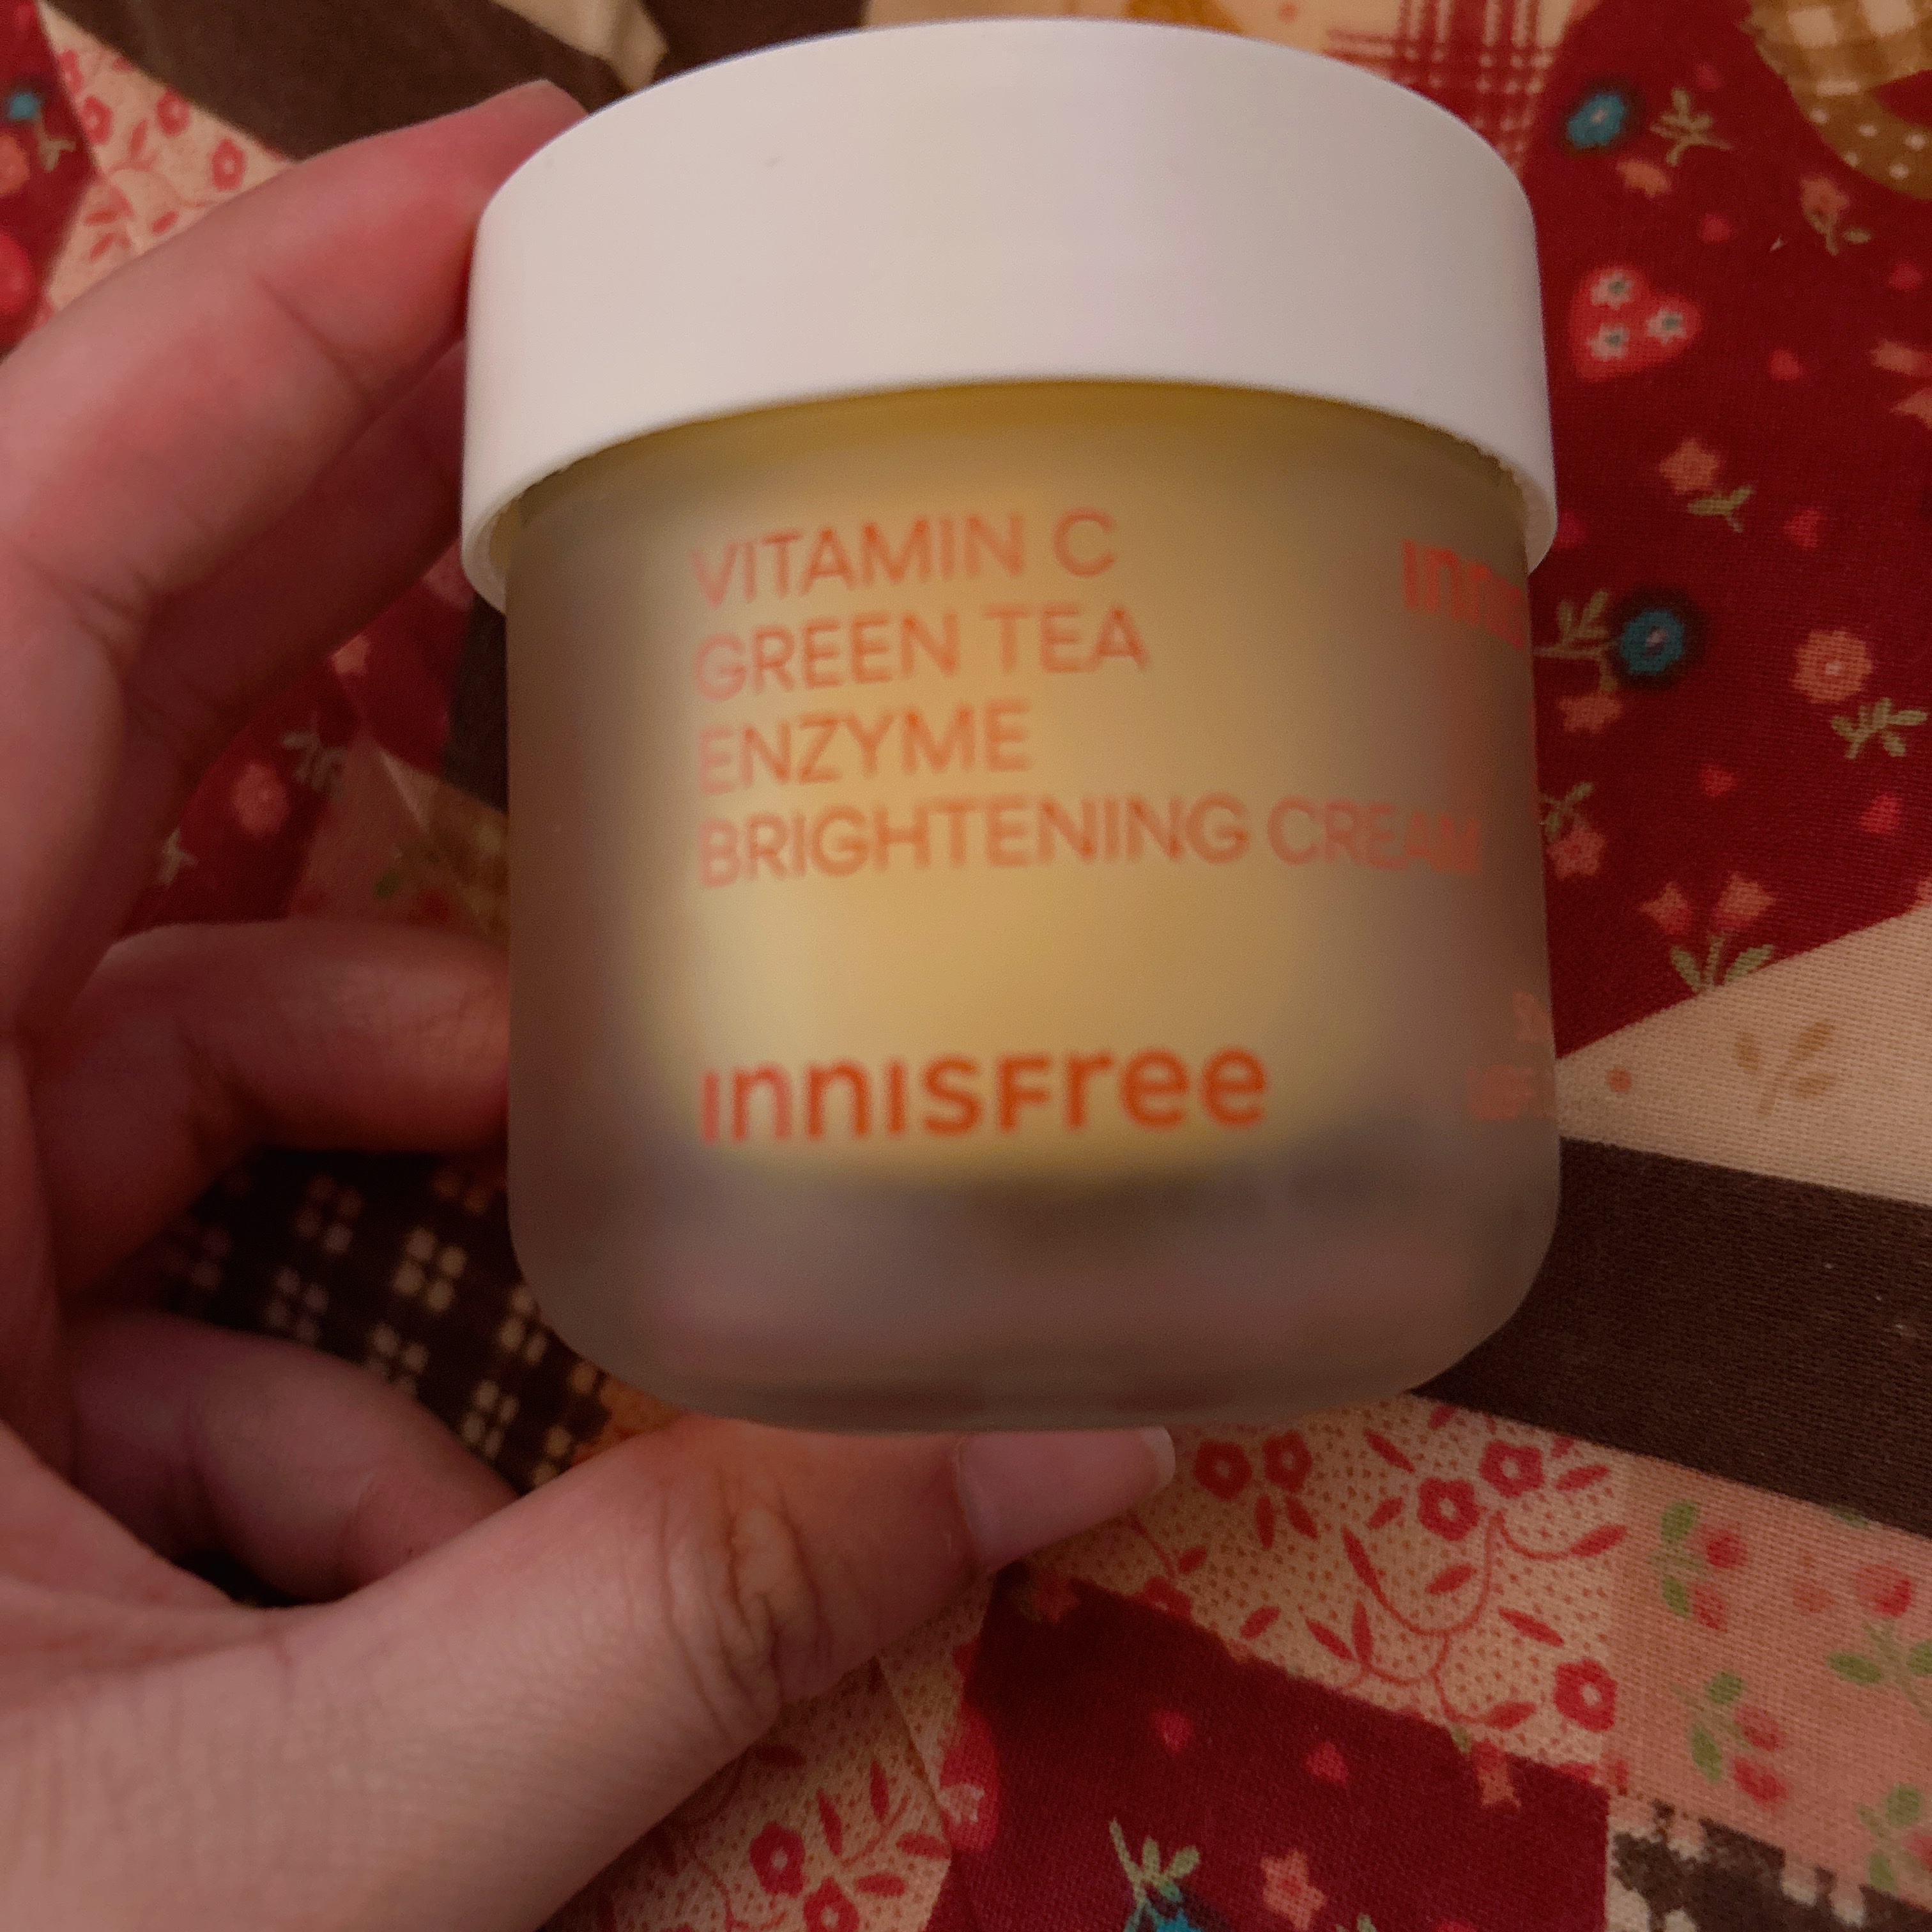 VITAMIN C
GREEN TEA
ENZYME
BRIGHTENING CREAM
INNISFREE